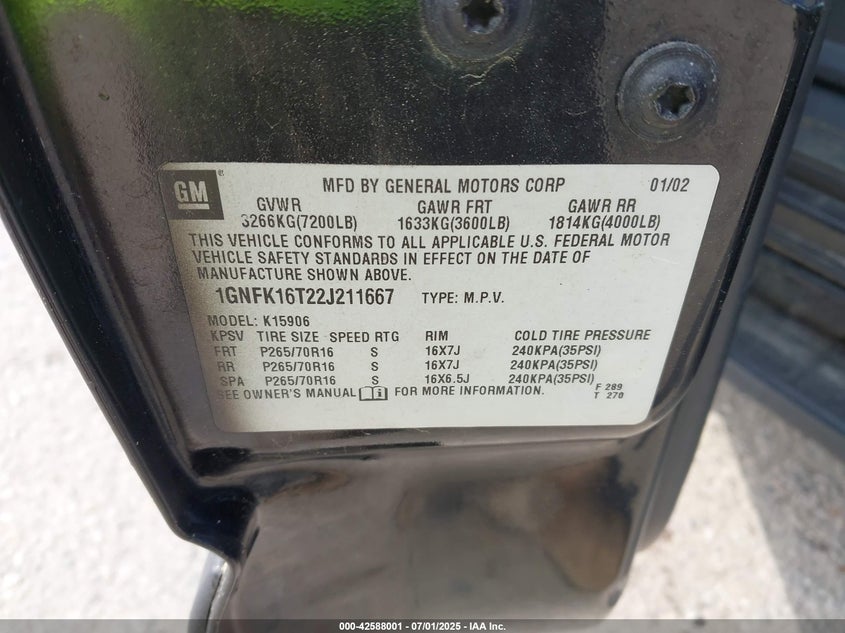 GM ® MFD BY GENERAL MOTORS CORP 01/02
GVWR GAWR FRT GAWR RR
3266KG(7200LB) 1633KG(3600LB) 1814KG(4000LB)
THIS VEHICLE CONFORMS TO ALL APPLICABLE U.S. FEDERAL MOTOR
VEHICLE SAFETY STANDARDS IN EFFECT ON THE DATE OF
MANUFACTURE SHOWN ABOVE.
1GNFK16T22J211667 TYPE: M.P.V.
MODEL: K15906
KPSV TIRE SIZE SPEED RTG RIM COLD TIRE PRESSURE
FRT P265/70R16 S 16X7J 240KPA(35PSI)
RR P265/70R16 S 16X7J 240KPA(35PSI)
SPA P265/70R16 S 16X6.5J 240KPA(35PSI)
SEE OWNER'S MANUAL FOR MORE INFORMATION.
F 289
T 270
000-42588001 | 07/01/2025 - IAA Inc.